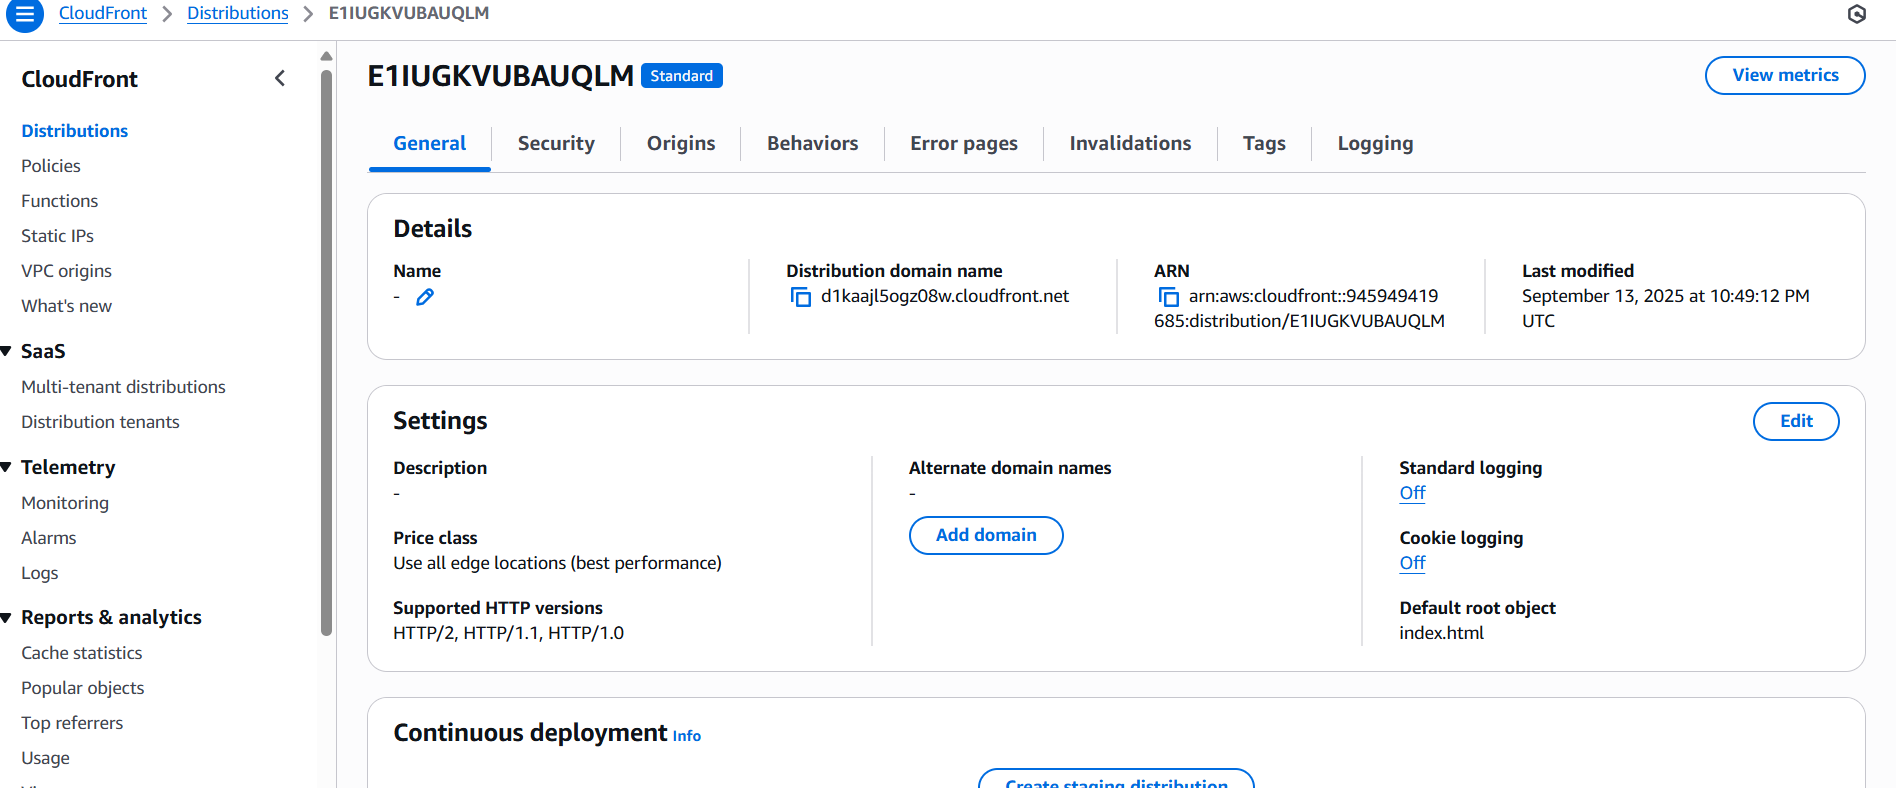 CloudFront > Distributions > E1IUGKVUBAUQLM
CloudFront
Distributions
Policies
Functions
Static IPs
VPC origins
What's new
SaaS
Multi-tenant distributions
Distribution tenants
Telemetry
Monitoring
Alarms
Logs
Reports & analytics
Cache statistics
Popular objects
Top referrers
Usage
E1IUGKVUBAUQLM Standard
View metrics
General Security Origins Behaviors Error pages Invalidations Tags Logging
Details
Name
-
Distribution domain name
d1kaajl5ogz08w.cloudfront.net
ARN
arn:aws:cloudfront::945949419
685:distribution/E1IUGKVUBAUQLM
Last modified
September 13, 2025 at 10:49:12 PM
UTC
Settings
Edit
Description
-
Price class
Use all edge locations (best performance)
Supported HTTP versions
HTTP/2, HTTP/1.1, HTTP/1.0
Alternate domain names
-
Add domain
Standard logging
Off
Cookie logging
Off
Default root object
index.html
Continuous deployment Info
Create staging distribution